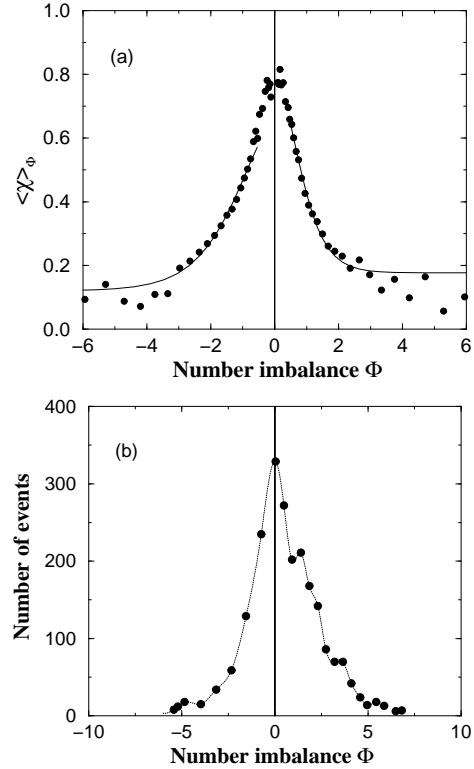 1.0
(a)
0.8
0.6
<χ>Φ
0.4
0.2
0.0
−6 −4 −2 0 2 4 6
Number imbalance Φ
400
(b)
300
Number of events
200
100
0
−10 −5 0 5 10
Number imbalance Φ